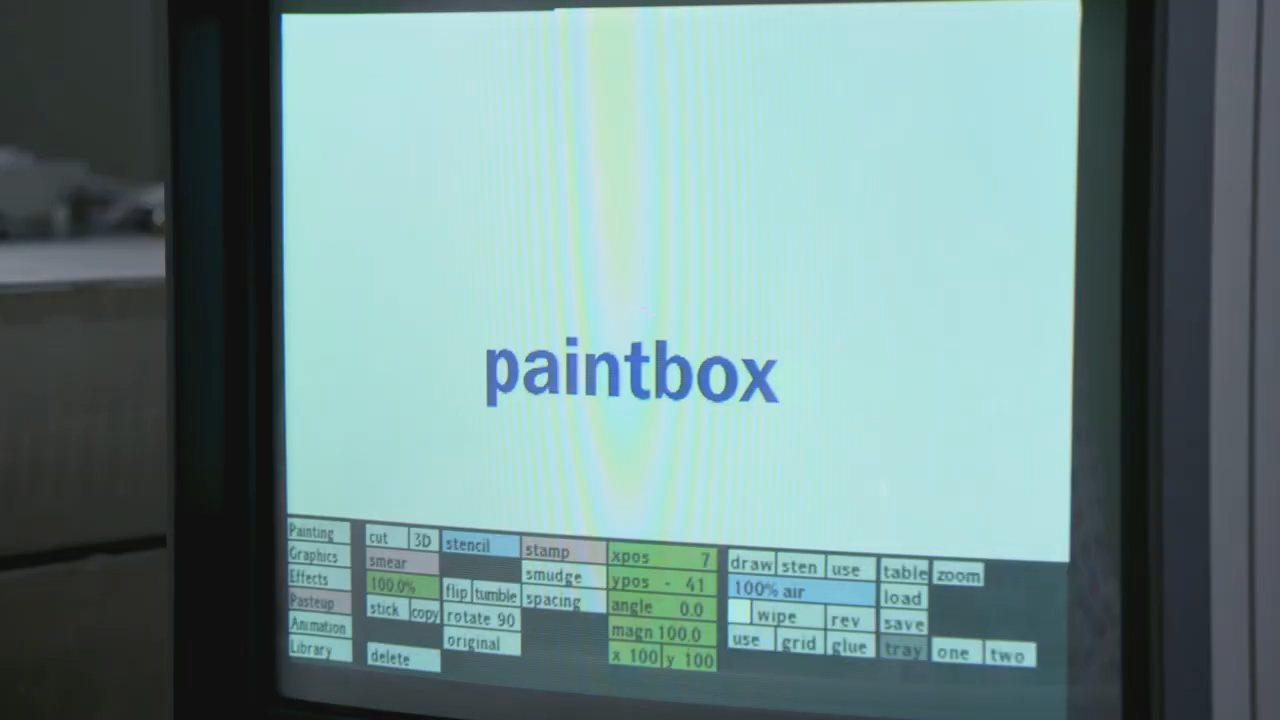 paintbox
Painting cut 3D stencil stamp xpos 7 draw sten use table zoom
Graphics smear smudge ypos - 41 100% air load
Effects 100.0% flip tumble spacing angle 0.0 wipe rev save
Pasteup stick copy rotate 90 magn 100.0 use grid glue tray one two
Animation original x 100 y 100
Library delete